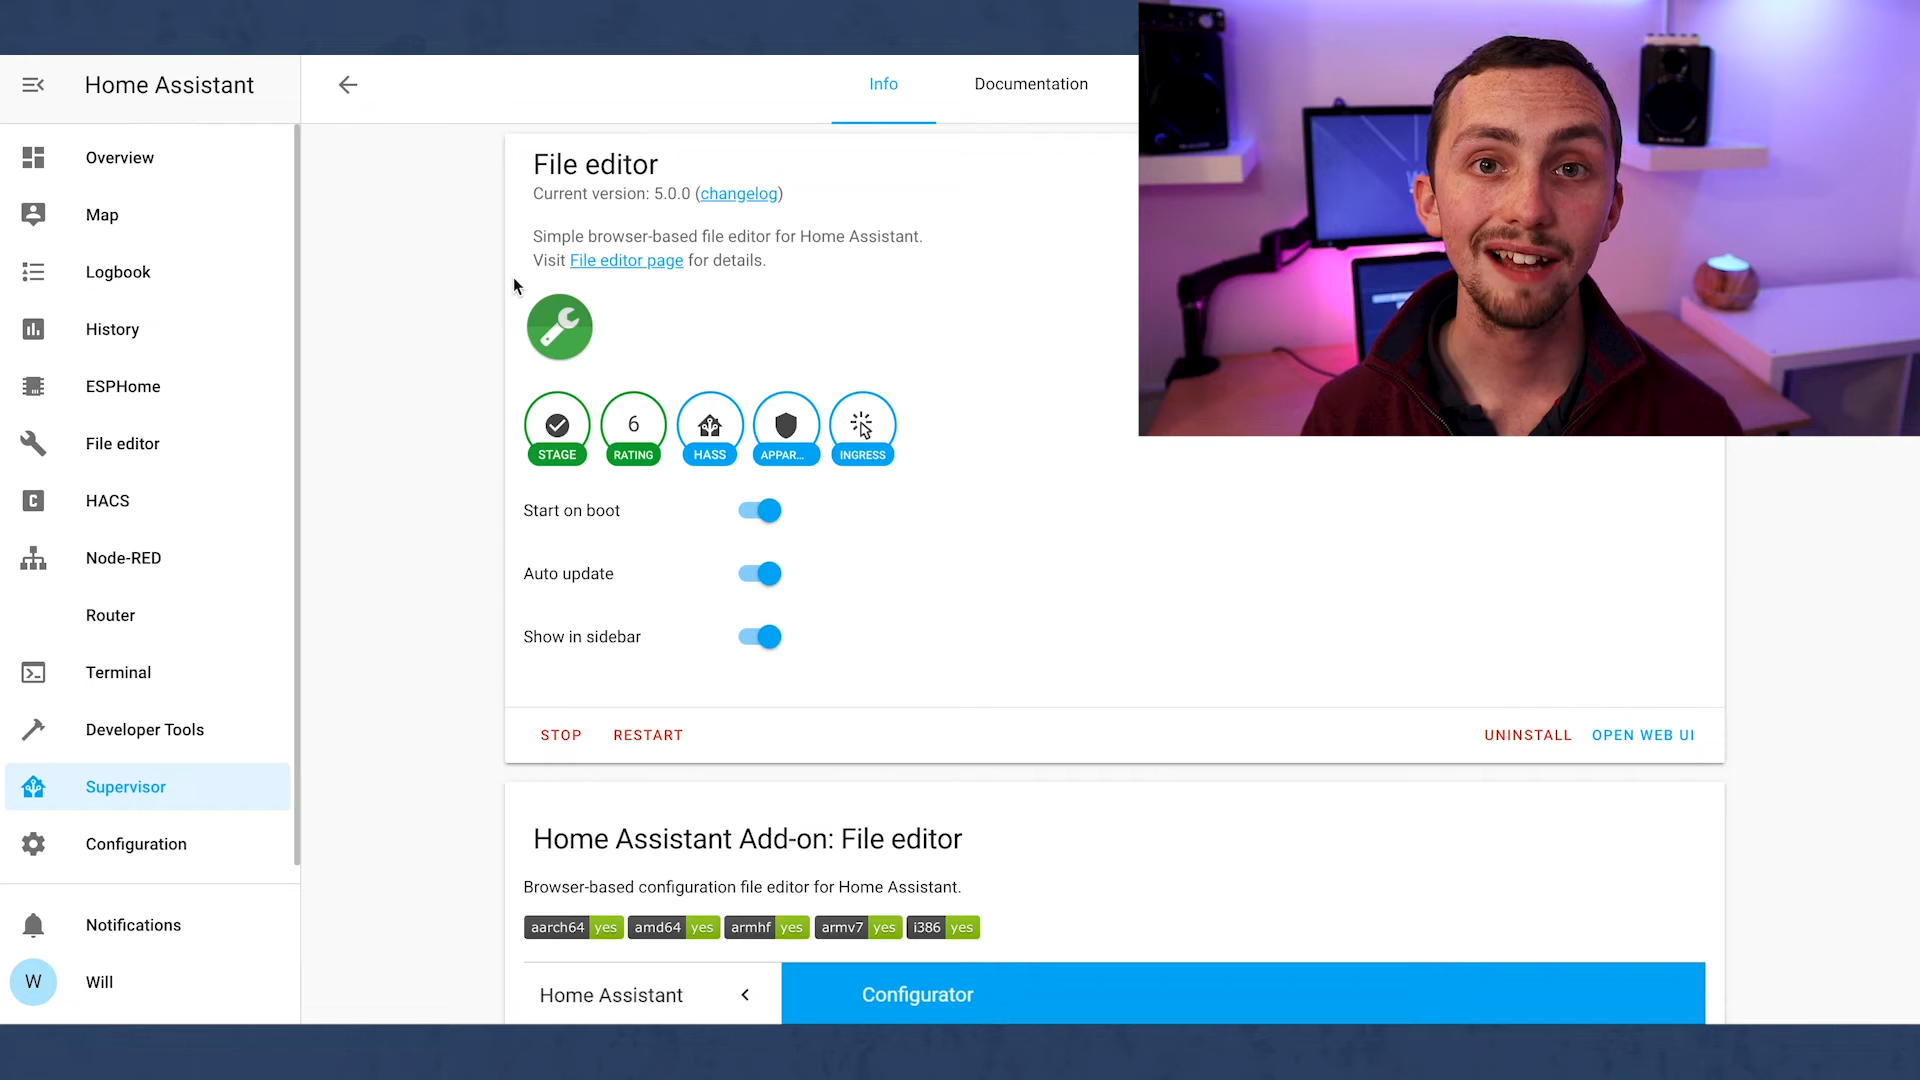 Home Assistant
Info
Documentation
Overview
Map
Logbook
History
ESPHome
File editor
C
HACS
Node-RED
Router
Terminal
Developer Tools
Supervisor
Configuration
Notifications
W
Will
File editor
Current version: 5.0.0 (changelog)
Simple browser-based file editor for Home Assistant.
Visit File editor page for details.
STAGE
6
RATING
HASS
APPAR...
INGRESS
Start on boot
Auto update
Show in sidebar
STOP
RESTART
UNINSTALL
OPEN WEB UI
Home Assistant Add-on: File editor
Browser-based configuration file editor for Home Assistant.
aarch64 yes amd64 yes armhf yes armv7 yes i386 yes
Home Assistant
Configurator